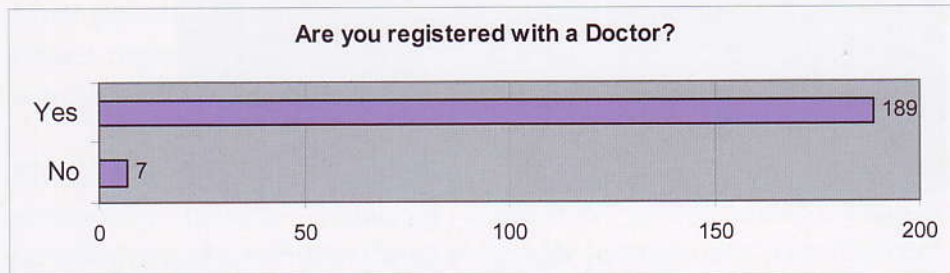 Are you registered with a Doctor?
Yes 189
No 7
0 50 100 150 200